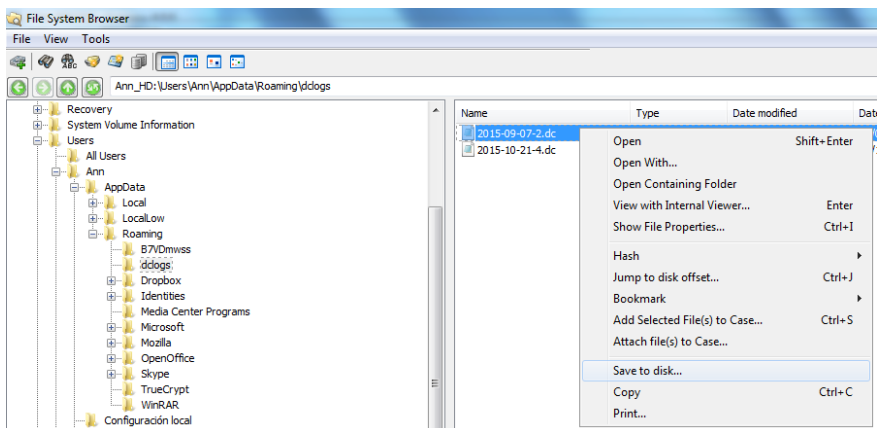 File System Browser
File View Tools
Ann_HD:\Users\Ann\AppData\Roaming\dclogs
Recovery
System Volume Information
Users
All Users
Ann
AppData
Local
LocalLow
Roaming
B7VDmwss
dclogs
Dropbox
Identities
Media Center Programs
Microsoft
Mozilla
OpenOffice
Skype
TrueCrypt
WinRAR
Configuración local
Name Type Date modified
2015-09-07-2.dc
2015-10-21-4.dc
Open Shift+Enter
Open With...
Open Containing Folder
View with Internal Viewer... Enter
Show File Properties... Ctrl+I
Hash
Jump to disk offset... Ctrl+J
Bookmark
Add Selected File(s) to Case... Ctrl+S
Attach file(s) to Case...
Save to disk...
Copy Ctrl+C
Print...